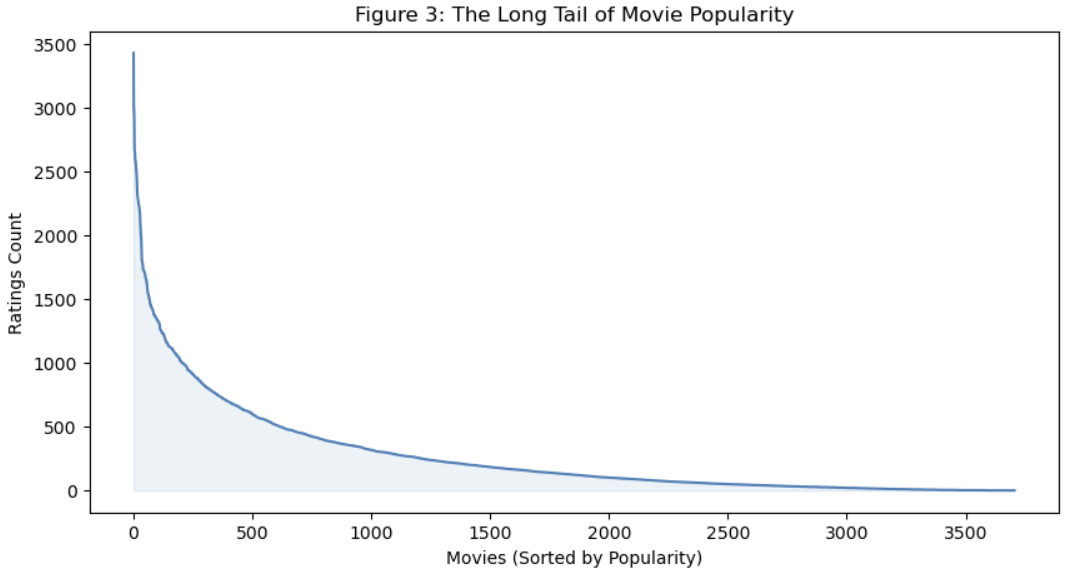 Figure 3: The Long Tail of Movie Popularity
3500
3000
2500
2000
1500
1000
500
0
Ratings Count
0 500 1000 1500 2000 2500 3000 3500
Movies (Sorted by Popularity)